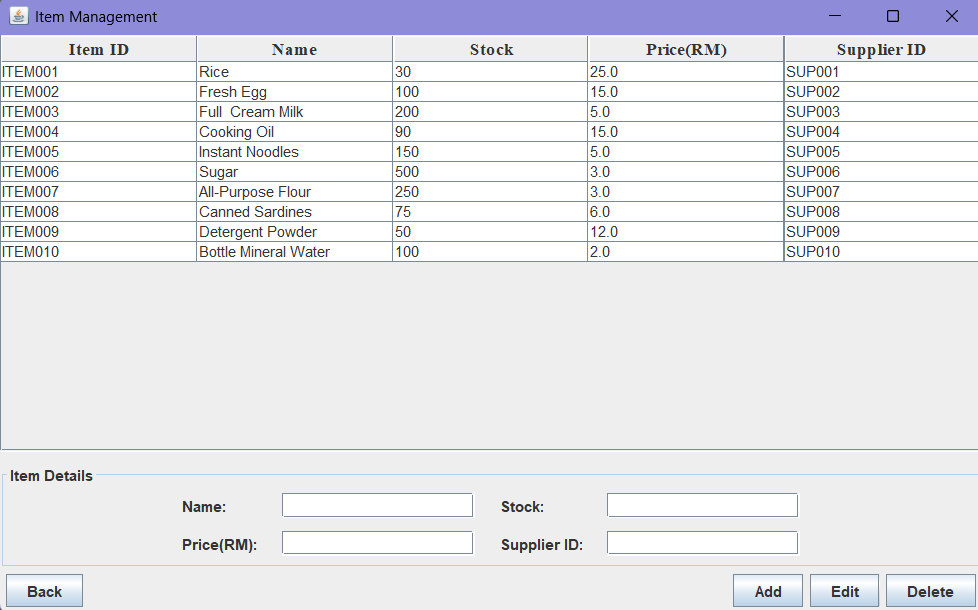 Item Management
Item ID Name Stock Price(RM) Supplier ID
ITEM001 Rice 30 25.0 SUP001
ITEM002 Fresh Egg 100 15.0 SUP002
ITEM003 Full  Cream Milk 200 5.0 SUP003
ITEM004 Cooking Oil 90 15.0 SUP004
ITEM005 Instant Noodles 150 5.0 SUP005
ITEM006 Sugar 500 3.0 SUP006
ITEM007 All-Purpose Flour 250 3.0 SUP007
ITEM008 Canned Sardines 75 6.0 SUP008
ITEM009 Detergent Powder 50 12.0 SUP009
ITEM010 Bottle Mineral Water 100 2.0 SUP010
Item Details
Name: Stock:
Price(RM): Supplier ID:
Back Add Edit Delete